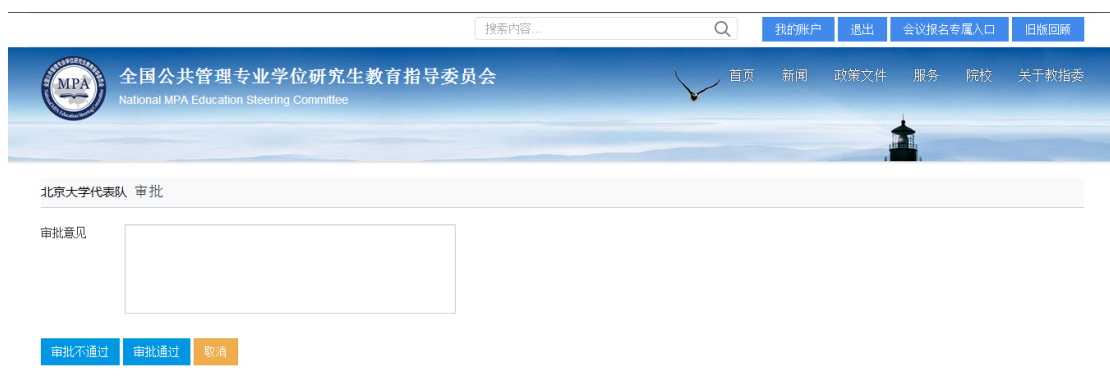 搜索内容...
我的账户 退出 会议报名专属入口 旧版回顾
MPA
全国公共管理专业学位研究生教育指导委员会
National MPA Education Steering Committee
首页 新闻 政策文件 服务 院校 关于教指委
北京大学代表队 审批
审批意见
审批不通过 审批通过 取消